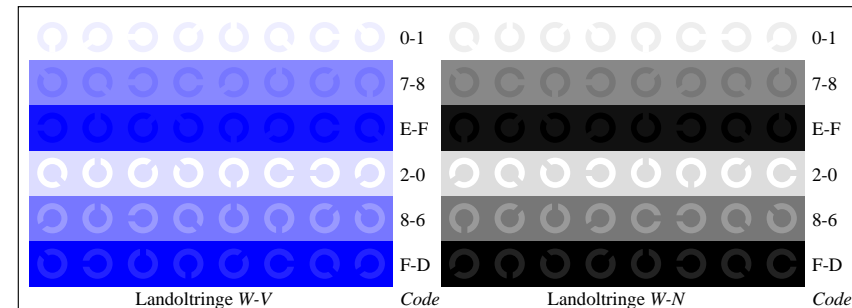 0-1 0-1
7-8 7-8
E-F E-F
2-0 2-0
8-6 8-6
F-D F-D
Landoltringe W-V Code Landoltringe W-N Code